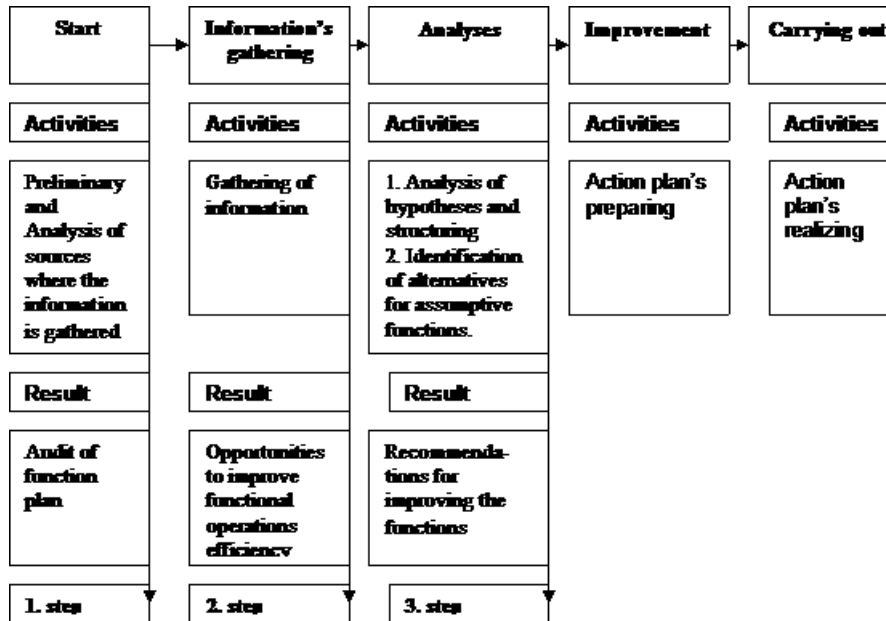 Start
Information's
gathering
Analyses
Improvement
Carrying out
Activities
Activities
Activities
Activities
Activities
Preliminary
and
Analysis of
sources
where the
information
is gathered
Gathering of
information
1. Analysis of
hypotheses and
structuring
2. Identification
of alternatives
for assumptive
functions.
Action plan's
preparing
Action
plan's
realizing
Result
Result
Result
Audit of
function
plan
Opportunities
to improve
functional
operations
efficiency
Recommenda-
tions for
improving the
functions
1. step
2. step
3. step